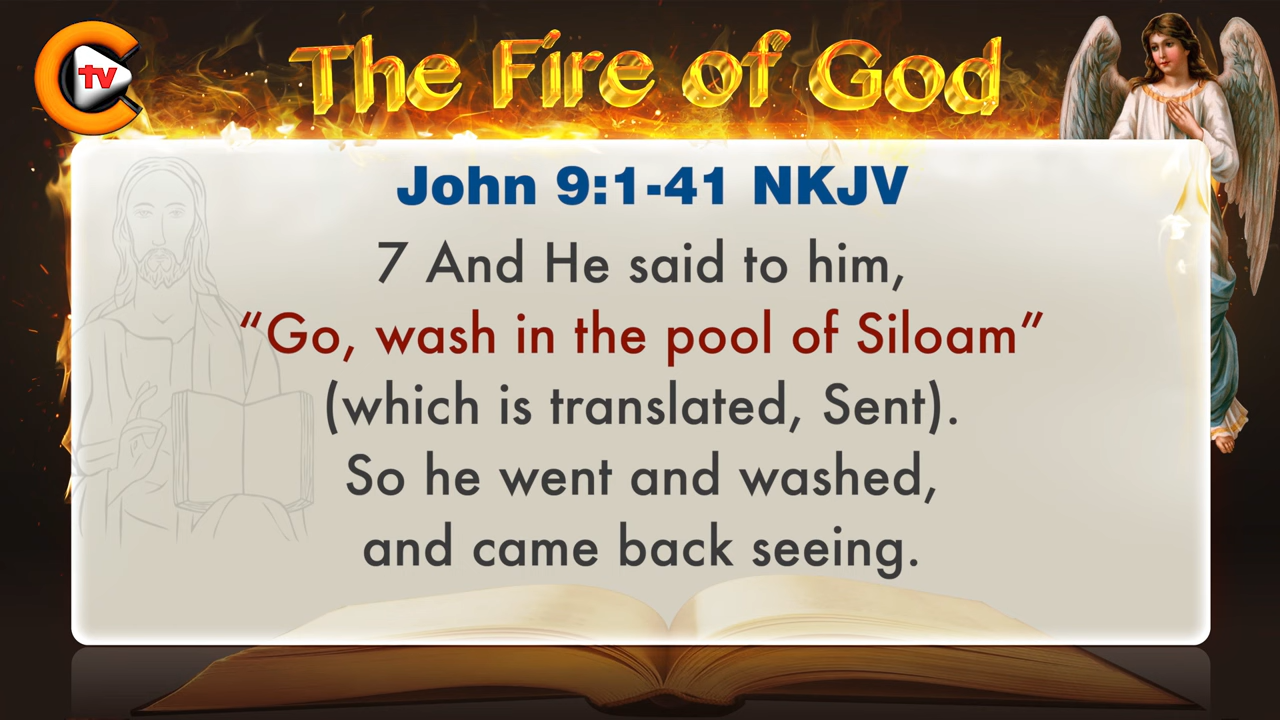 tv
The Fire of God
John 9:1-41 NKJV
7 And He said to him,
“Go, wash in the pool of Siloam”
(which is translated, Sent).
So he went and washed,
and came back seeing.